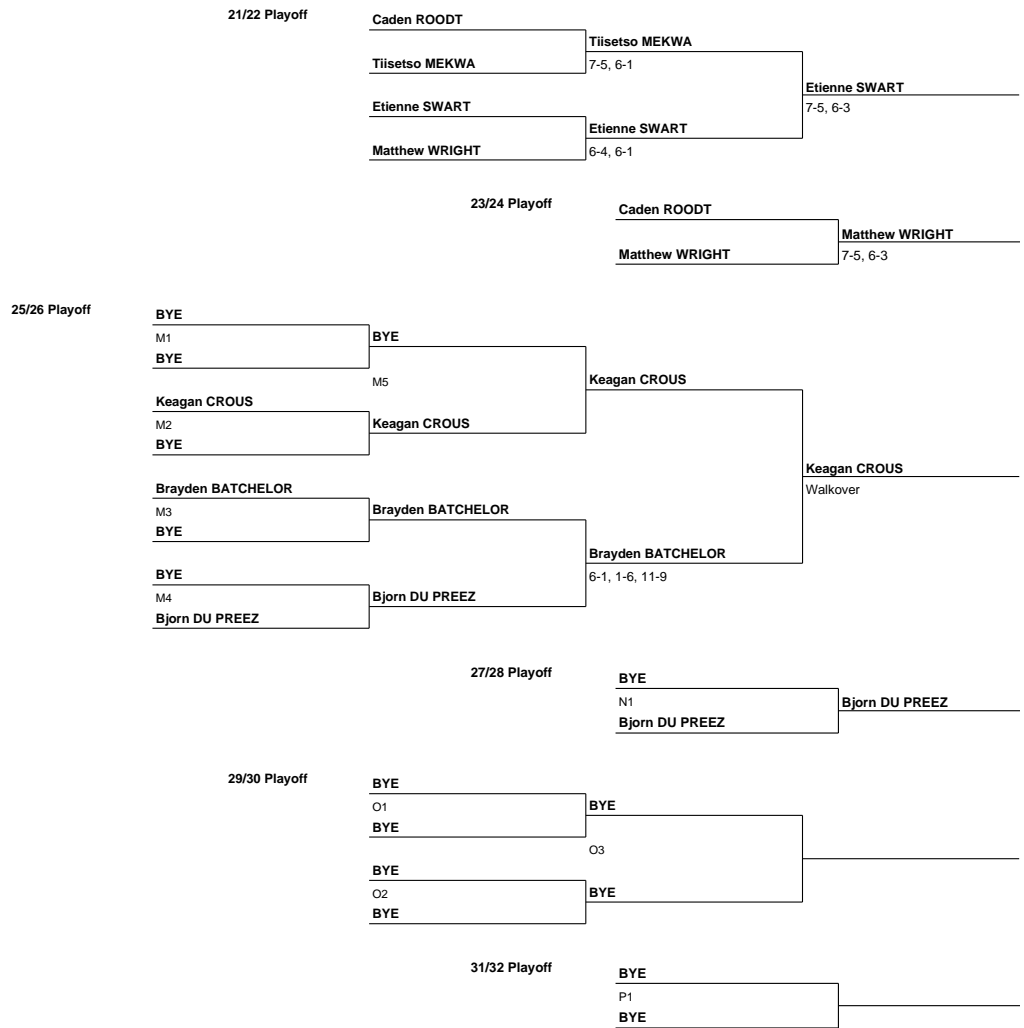 21/22 Playoff
Caden ROODT
Tiisetso MEKWA
Tiisetso MEKWA
7-5, 6-1
Etienne SWART
Matthew WRIGHT
Etienne SWART
6-4, 6-1
Etienne SWART
7-5, 6-3
23/24 Playoff
Caden ROODT
Matthew WRIGHT
Matthew WRIGHT
7-5, 6-3
25/26 Playoff
BYE
M1
BYE
BYE
M5
Keagan CROUS
M2
BYE
Keagan CROUS
Keagan CROUS
Brayden BATCHELOR
M3
BYE
Brayden BATCHELOR
BYE
M4
Bjorn DU PREEZ
Bjorn DU PREEZ
Brayden BATCHELOR
6-1, 1-6, 11-9
Keagan CROUS
Walkover
27/28 Playoff
BYE
N1
Bjorn DU PREEZ
Bjorn DU PREEZ
29/30 Playoff
BYE
O1
BYE
BYE
O3
BYE
O2
BYE
BYE
31/32 Playoff
BYE
P1
BYE